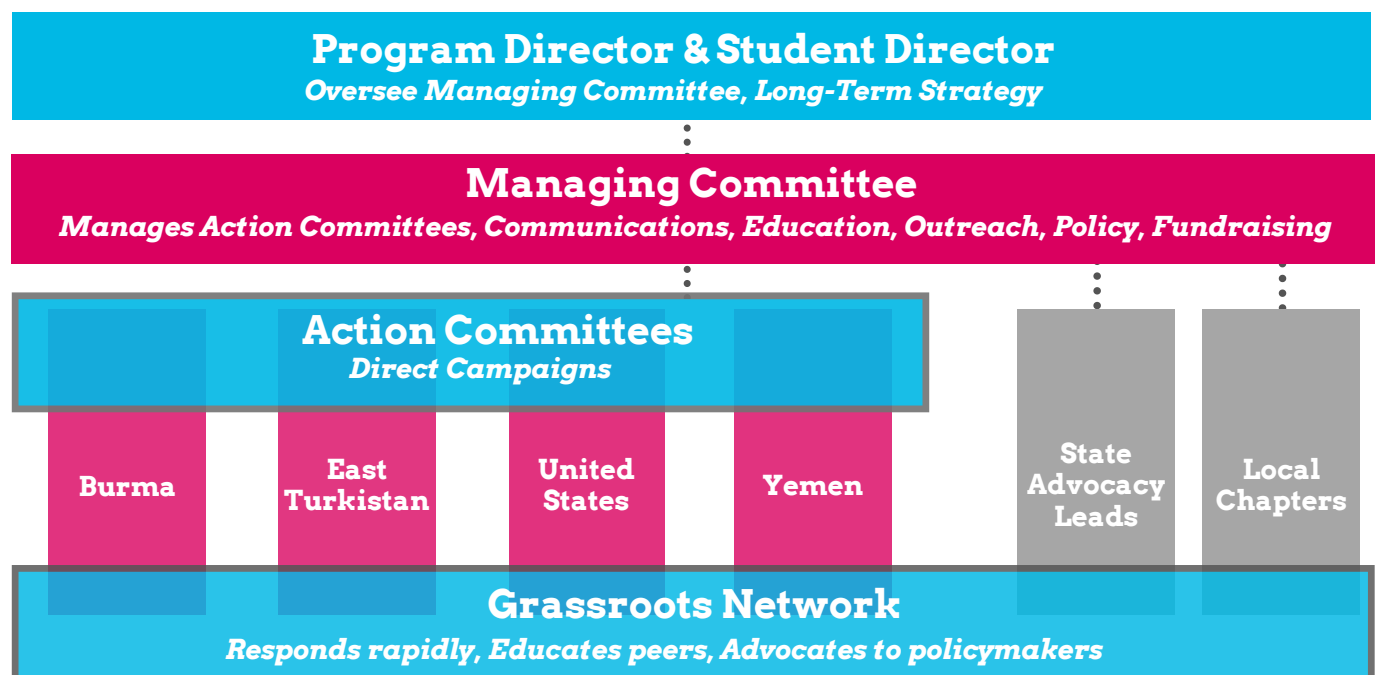 Program Director & Student Director
Oversee Managing Committee, Long-Term Strategy
Managing Committee
Manages Action Committees, Communications, Education, Outreach, Policy, Fundraising
Action Committees
Direct Campaigns
Burma
East
Turkistan
United
States
Yemen
State
Advocacy
Leads
Local
Chapters
Grassroots Network
Responds rapidly, Educates peers, Advocates to policymakers